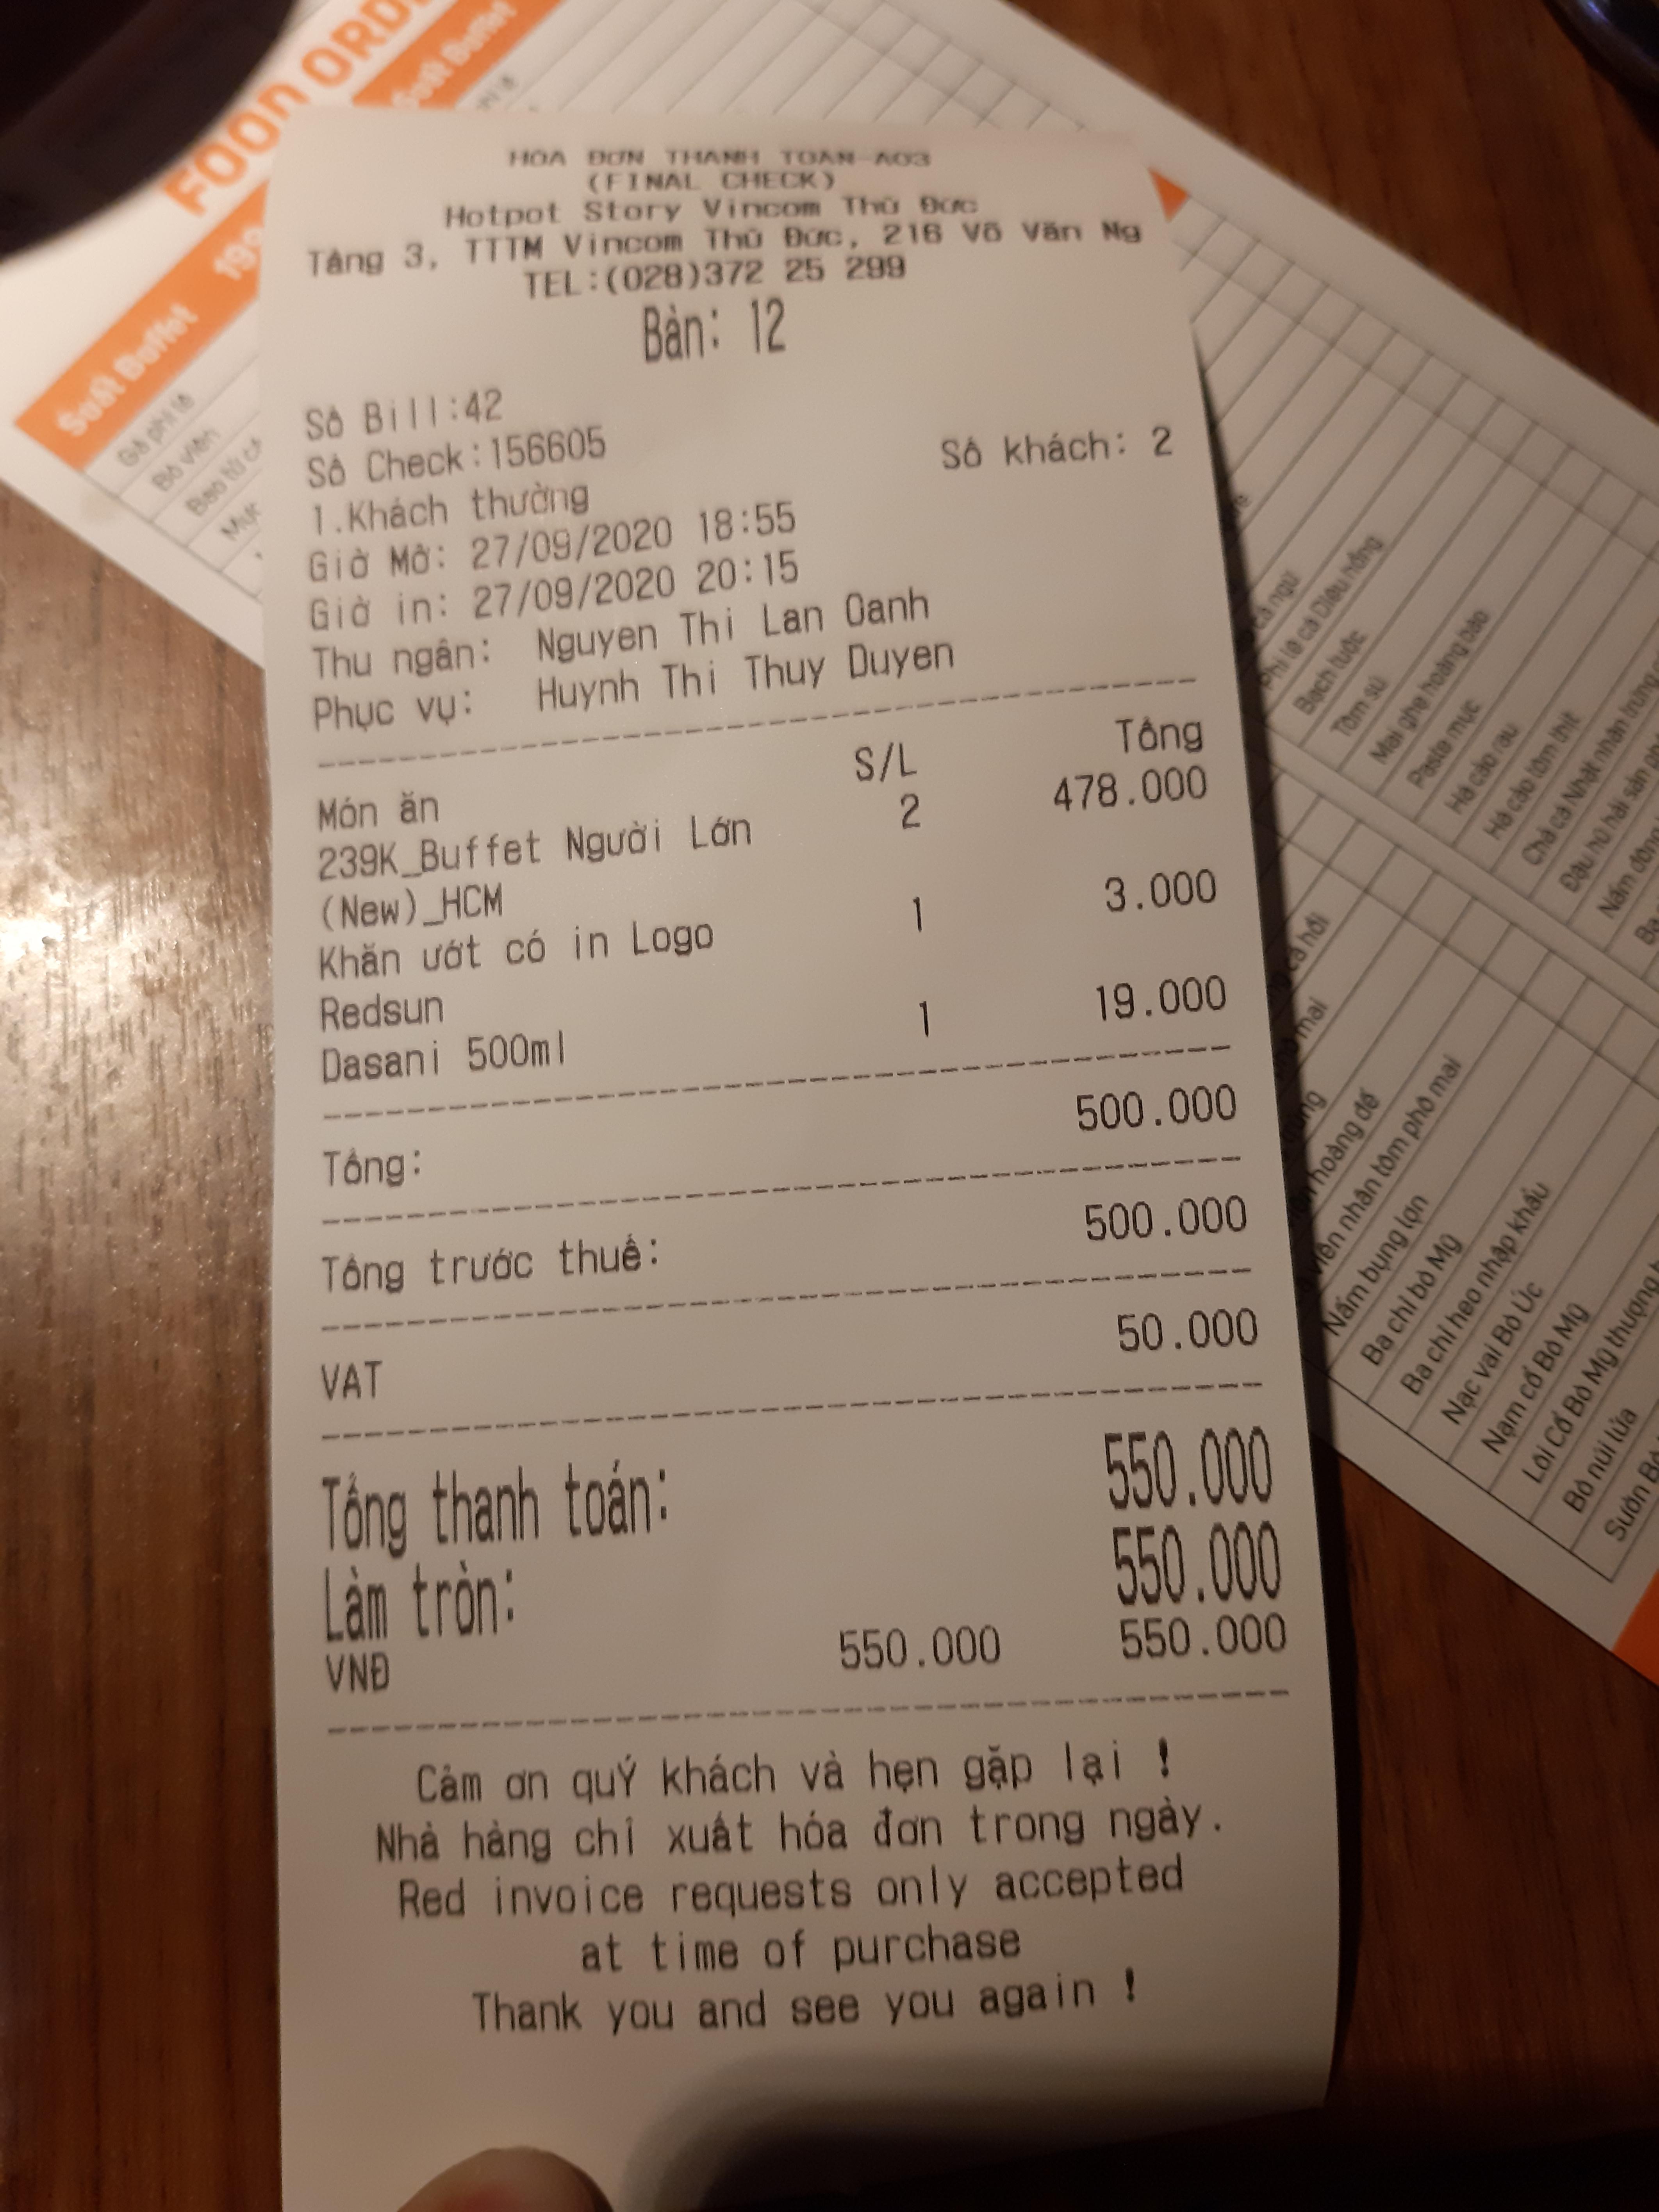 HÓA ĐƠN THANH TOÁN-A03
(FINAL CHECK)
Hotpot Story Vincom Thủ Đức
Tầng 3, TTTM Vincom Thủ Đức, 216 Võ Văn Ng
TEL:(028)372 25 299
Bàn: 12
Số Bill:42
Số Check:156605 Số khách: 2
1.Khách thường
Giờ Mở: 27/09/2020 18:55
Giờ in: 27/09/2020 20:15
Thu ngân: Nguyen Thi Lan Oanh
Phục vụ: Huynh Thi Thuy Duyen
Món ăn S/L Tổng
239K_Buffet Người Lớn 2 478.000
(New)_HCM
Khăn ướt có in Logo 1 3.000
Redsun
Dasani 500ml 1 19.000
Tổng: 500.000
Tổng trước thuế: 500.000
VAT 50.000
Tổng thanh toán: 550.000
Làm tròn: 550.000
VNĐ 550.000 550.000
Cảm ơn quÝ khách và hẹn gặp lại !
Nhà hàng chỉ xuất hóa đơn trong ngày.
Red invoice requests only accepted
at time of purchase
Thank you and see you again !
FOOD ORD
Suất Buffet
Suất Buffet
Gà phi lê
Bò viên
Mực
cá ngừ
Phi lê cá Diêu hồng
Bạch tuộc
Tôm sú
Mai ghẹ hoàng bào
Paste mực
Há cảo rau
Há cảo tôm thịt
Chả cá Nhật nhân trứng
Đậu hũ hải sản
Nấm đông
cá hồi
hoàng đế
viên nhân tôm phô mai
Nấm bụng lợn
Ba chỉ bò Mỹ
Ba chỉ heo nhập khẩu
Nạc vai Bò Úc
Nạm cổ Bò Mỹ
Lõi Cổ Bò Mỹ thượng
Bò núi lửa
Sườn